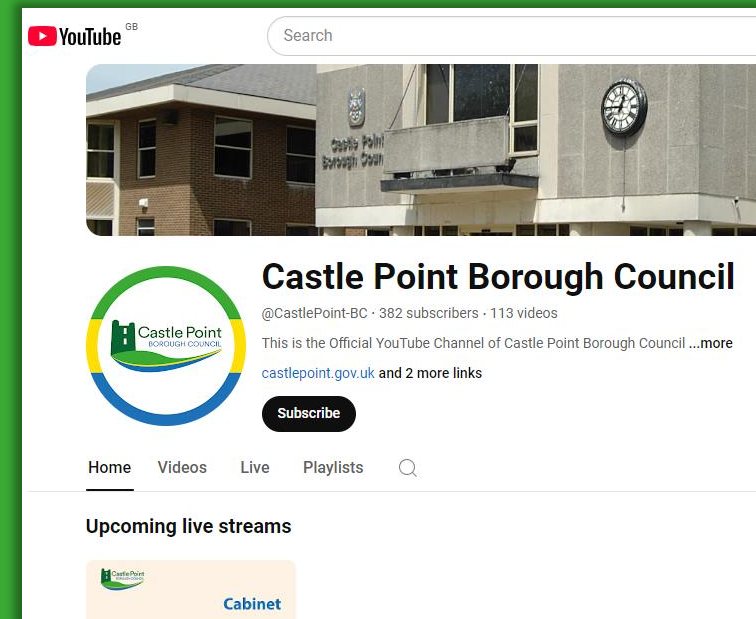 YouTube GB
Search
Castle Point
Borough Coun
Castle Point
BOROUGH COUNCIL
Castle Point Borough Council
@CastlePoint-BC · 382 subscribers · 113 videos
This is the Official YouTube Channel of Castle Point Borough Council ...more
castlepoint.gov.uk and 2 more links
Subscribe
Home Videos Live Playlists
Upcoming live streams
Castle Point
BOROUGH COUNCIL
Cabinet